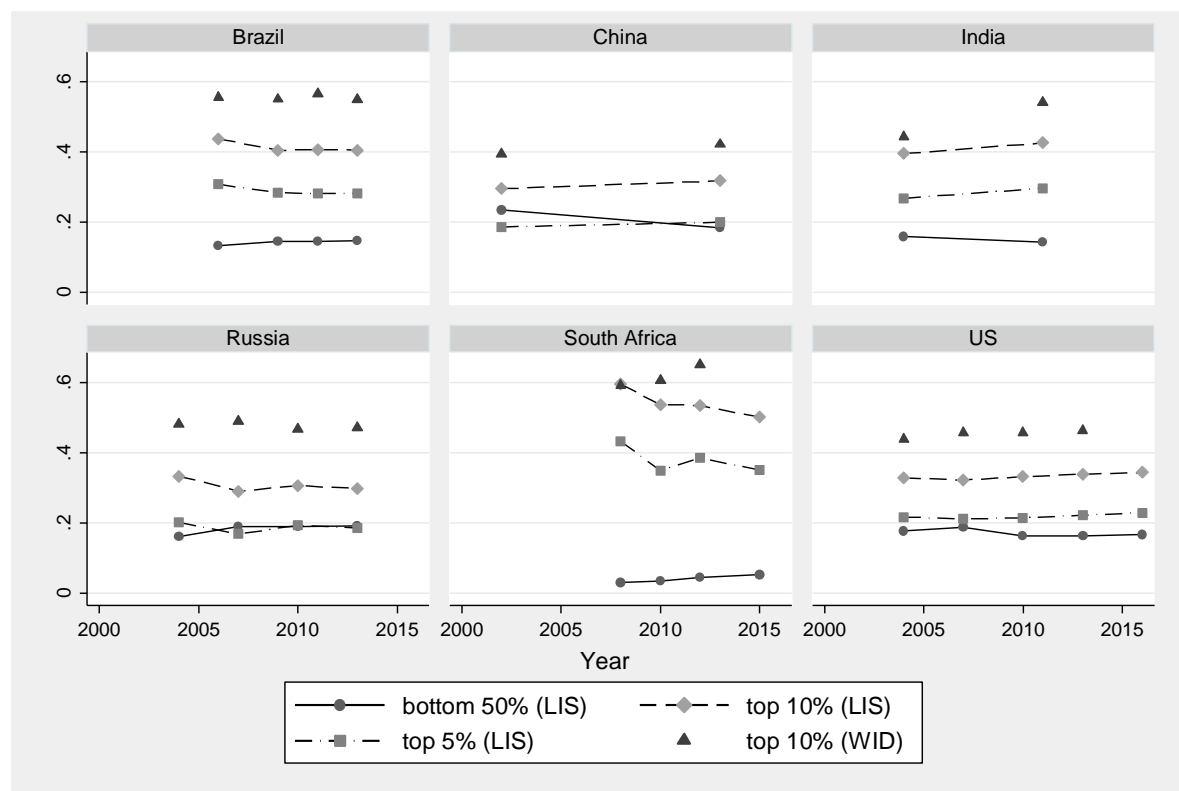 Brazil China India
.6
.4
.2
0
Russia South Africa US
.6
.4
.2
0
2000 2005 2010 2015 2000 2005 2010 2015 2000 2005 2010 2015
Year
bottom 50% (LIS) top 10% (LIS)
top 5% (LIS) top 10% (WID)